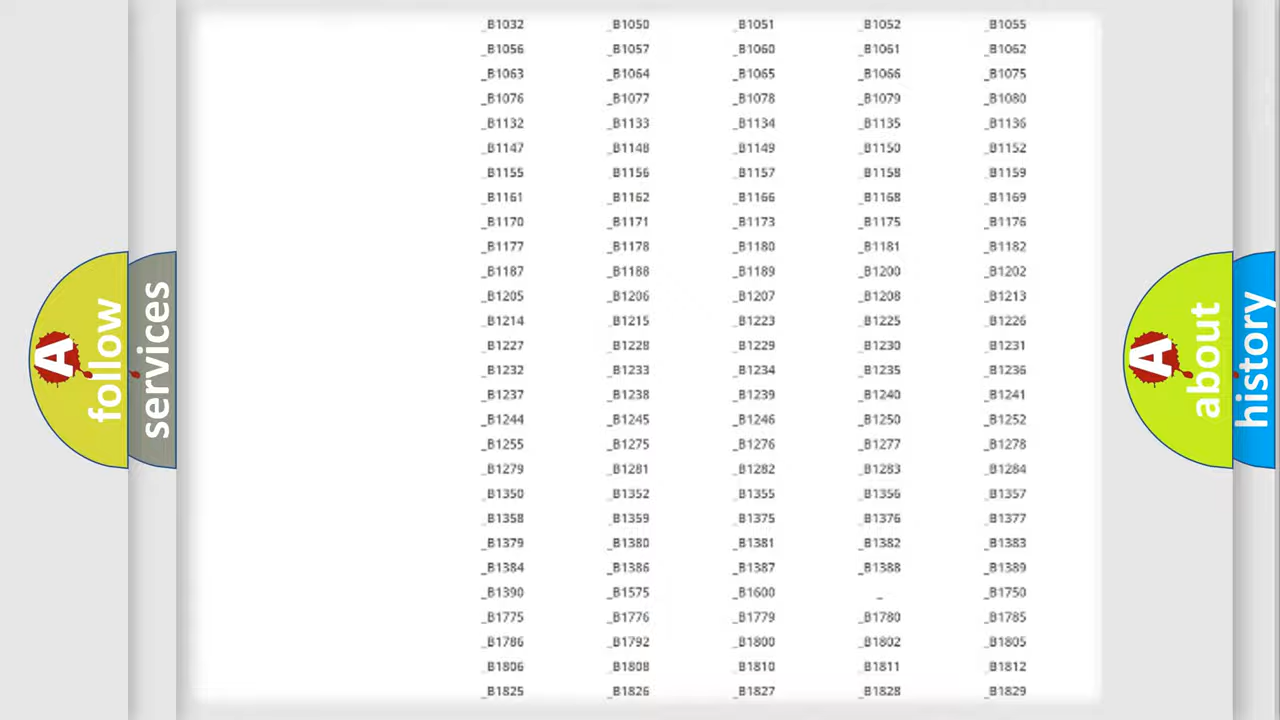 _B1032 _B1050 _B1051 _B1052 _B1055
_B1056 _B1057 _B1060 _B1061 _B1062
_B1063 _B1064 _B1065 _B1066 _B1075
_B1076 _B1077 _B1078 _B1079 _B1080
_B1132 _B1133 _B1134 _B1135 _B1136
_B1147 _B1148 _B1149 _B1150 _B1152
_B1155 _B1156 _B1157 _B1158 _B1159
_B1161 _B1162 _B1166 _B1168 _B1169
_B1170 _B1171 _B1173 _B1175 _B1176
_B1177 _B1178 _B1180 _B1181 _B1182
_B1187 _B1188 _B1189 _B1200 _B1202
_B1205 _B1206 _B1207 _B1208 _B1213
_B1214 _B1215 _B1223 _B1225 _B1226
_B1227 _B1228 _B1229 _B1230 _B1231
_B1232 _B1233 _B1234 _B1235 _B1236
_B1237 _B1238 _B1239 _B1240 _B1241
_B1244 _B1245 _B1246 _B1250 _B1252
_B1255 _B1275 _B1276 _B1277 _B1278
_B1279 _B1281 _B1282 _B1283 _B1284
_B1350 _B1352 _B1355 _B1356 _B1357
_B1358 _B1359 _B1375 _B1376 _B1377
_B1379 _B1380 _B1381 _B1382 _B1383
_B1384 _B1386 _B1387 _B1388 _B1389
_B1390 _B1575 _B1600 _ _B1750
_B1775 _B1776 _B1779 _B1780 _B1785
_B1786 _B1792 _B1800 _B1802 _B1805
_B1806 _B1808 _B1810 _B1811 _B1812
_B1825 _B1826 _B1827 _B1828 _B1829
A follow
services
A about
history